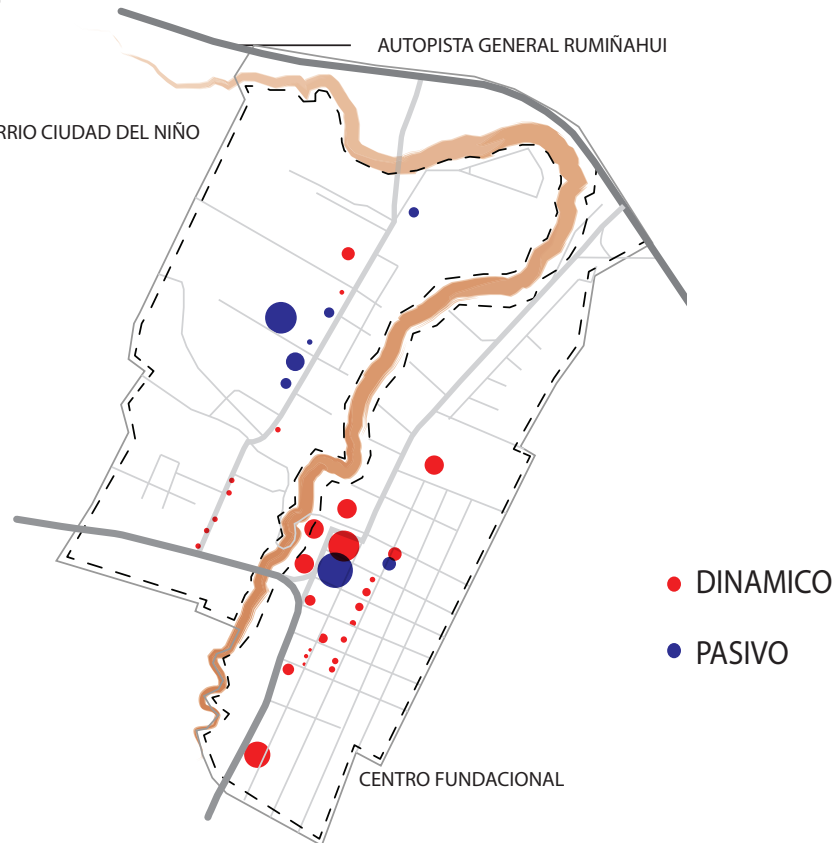 AUTOPISTA GENERAL RUMIÑAHUI
RRIO CIUDAD DEL NIÑO
DINAMICO
PASIVO
CENTRO FUNDACIONAL